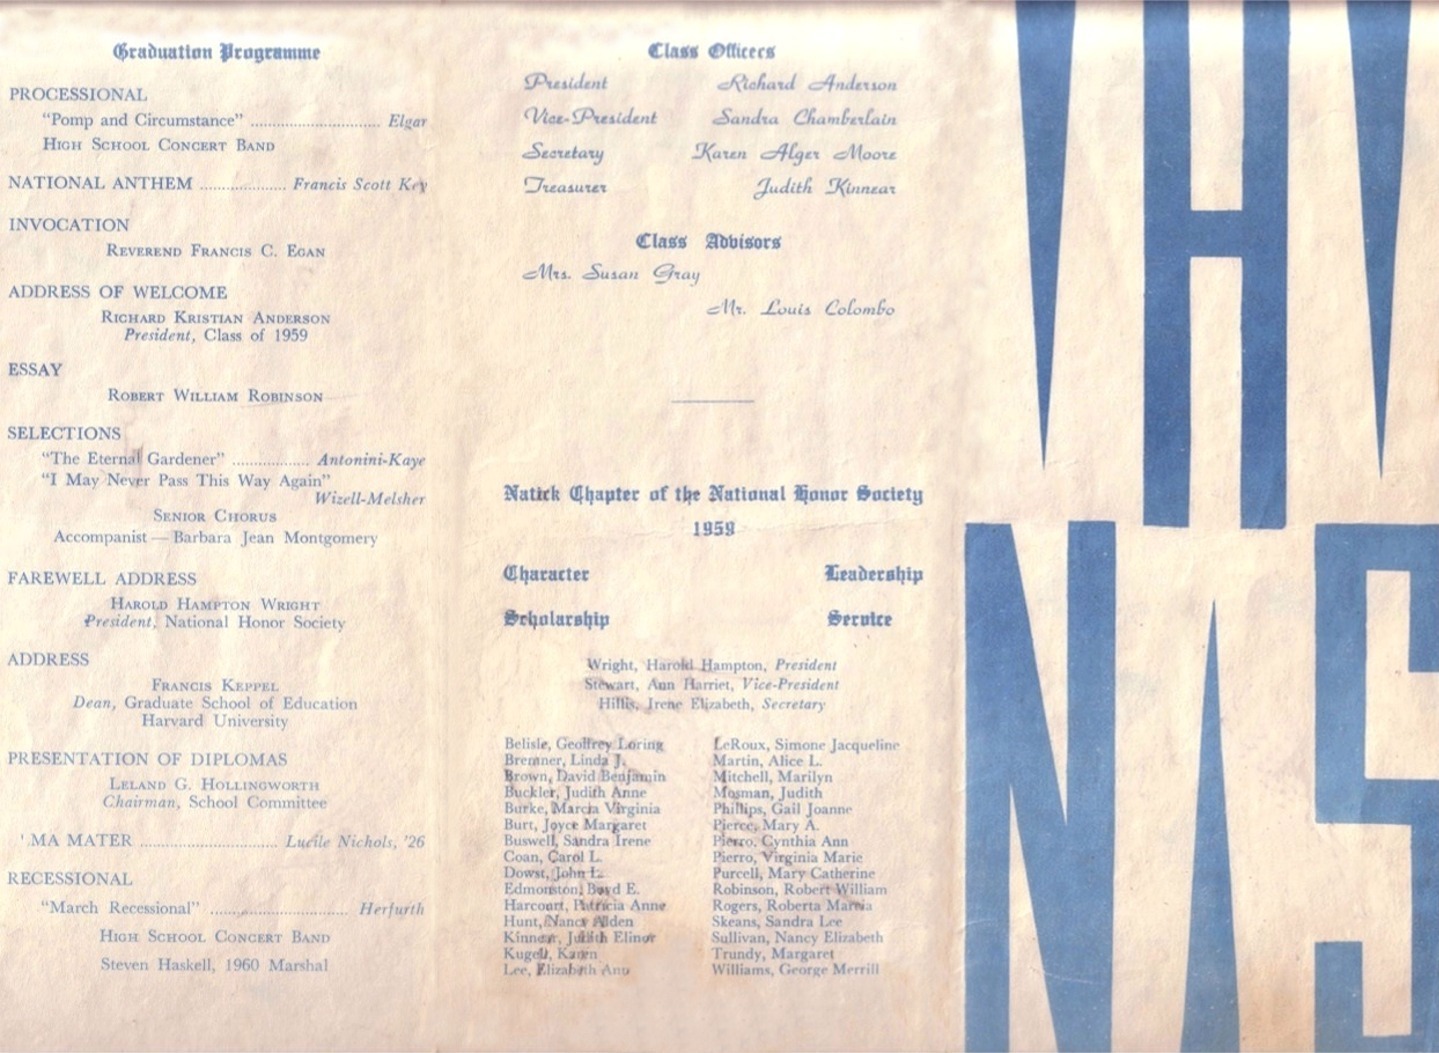 Graduation Programme
PROCESSIONAL
“Pomp and Circumstance” .............................. Elgar
HIGH SCHOOL CONCERT BAND
NATIONAL ANTHEM .................... Francis Scott Key
INVOCATION
REVEREND FRANCIS C. EGAN
ADDRESS OF WELCOME
RICHARD KRISTIAN ANDERSON
President, Class of 1959
ESSAY
ROBERT WILLIAM ROBINSON
SELECTIONS
“The Eternal Gardener” .................. Antonini-Kaye
“I May Never Pass This Way Again”
Wizell-Melsher
SENIOR CHORUS
Accompanist — Barbara Jean Montgomery
FAREWELL ADDRESS
HAROLD HAMPTON WRIGHT
President, National Honor Society
ADDRESS
FRANCIS KEPPEL
Dean, Graduate School of Education
Harvard University
PRESENTATION OF DIPLOMAS
LELAND G. HOLLINGWORTH
Chairman, School Committee
MA MATER ................................ Lucile Nichols, '26
RECESSIONAL
“March Recessional” ................................ Herfurth
HIGH SCHOOL CONCERT BAND
Steven Haskell, 1960 Marshal
Class Officers
President Richard Anderson
Vice-President Sandra Chamberlain
Secretary Karen Alger Moore
Treasurer Judith Kinnear
Class Advisors
Mrs. Susan Gray
Mr. Louis Colombo
Natick Chapter of the National Honor Society
1959
Character Leadership
Scholarship Service
Wright, Harold Hampton, President
Stewart, Ann Harriet, Vice-President
Hillis, Irene Elizabeth, Secretary
Belisle, Geoffrey Loring
Bremner, Linda J.
Brown, David Benjamin
Buckler, Judith Anne
Burke, Marcia Virginia
Burt, Joyce Margaret
Buswell, Sandra Irene
Coan, Carol L.
Dowst, John L.
Edmonston, Boyd E.
Harcourt, Patricia Anne
Hunt, Nancy Alden
Kinnear, Judith Elinor
Kugell, Karen
Lee, Elizabeth Ann
LeRoux, Simone Jacqueline
Martin, Alice L.
Mitchell, Marilyn
Mosman, Judith
Phillips, Gail Joanne
Pierce, Mary A.
Pierro, Cynthia Ann
Pierro, Virginia Marie
Purcell, Mary Catherine
Robinson, Robert William
Rogers, Roberta Marcia
Skeans, Sandra Lee
Sullivan, Nancy Elizabeth
Trundy, Margaret
Williams, George Merrill
NHS